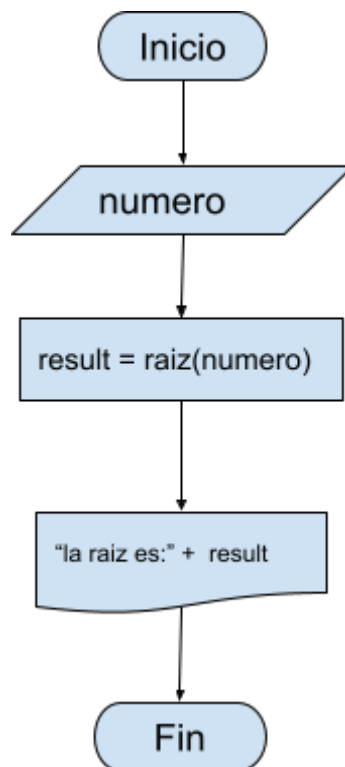 Inicio
numero
result = raiz(numero)
“la raiz es:” + result
Fin